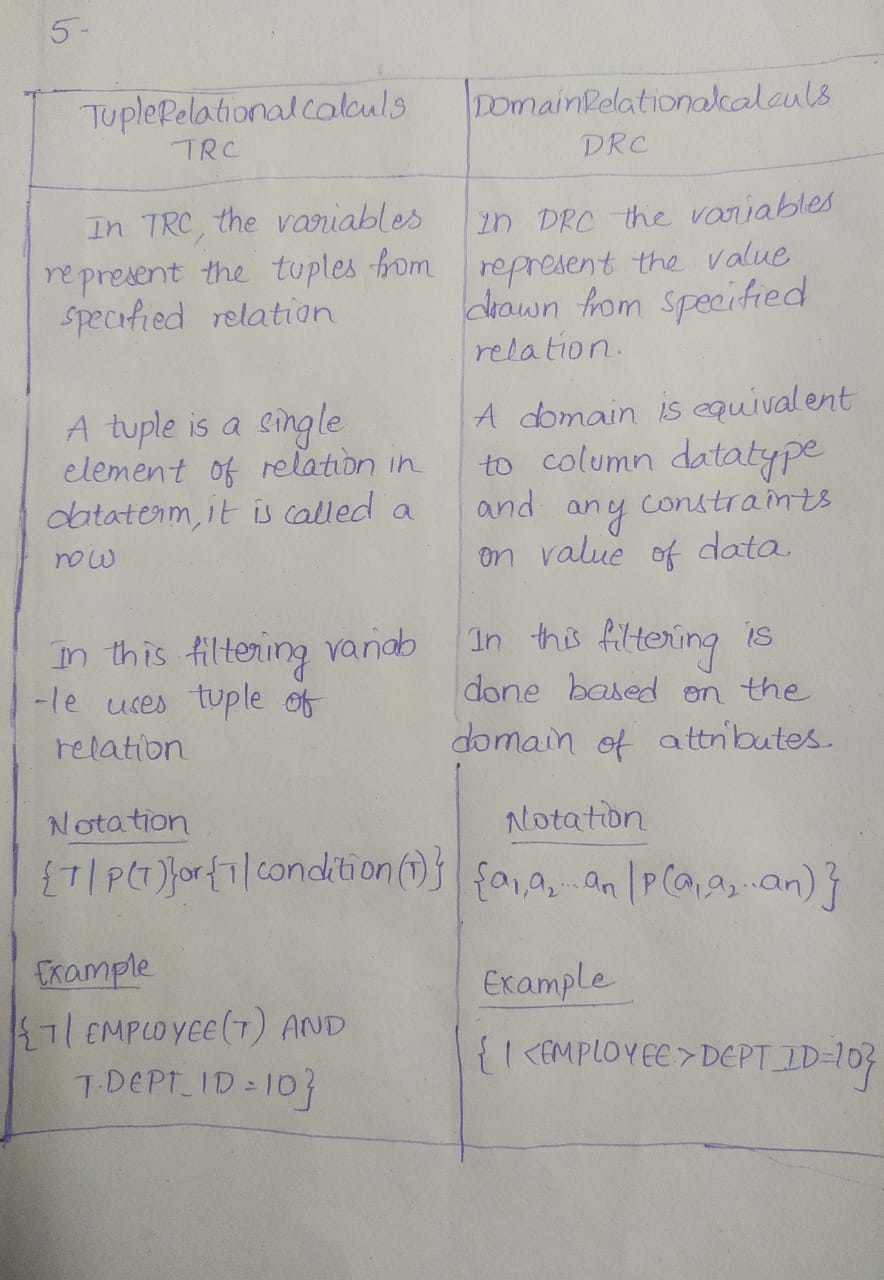 5-
TupleRelationalcalculs
TRC
In TRC, the variables
represent the tuples from
specified relation
A tuple is a single
element of relation in
dataterm, it is called a
row
In this filtering variab
-le uses tuple of
relation
Notation
{T|P(T)}or{T|condition(T)}
Example
{T| EMPLOYEE(T) AND
T.DEPT_ID = 10}
DomainRelationalcalculs
DRC
In DRC the variables
represent the value
drawn from specified
relation.
A domain is equivalent
to column datatype
and any constraints
on value of data.
In this filtering is
done based on the
domain of attributes.
Notation
{a₁,a₂...an |P(a₁,a₂..an)}
Example
{ | <EMPLOYEE> DEPT_ID=10}